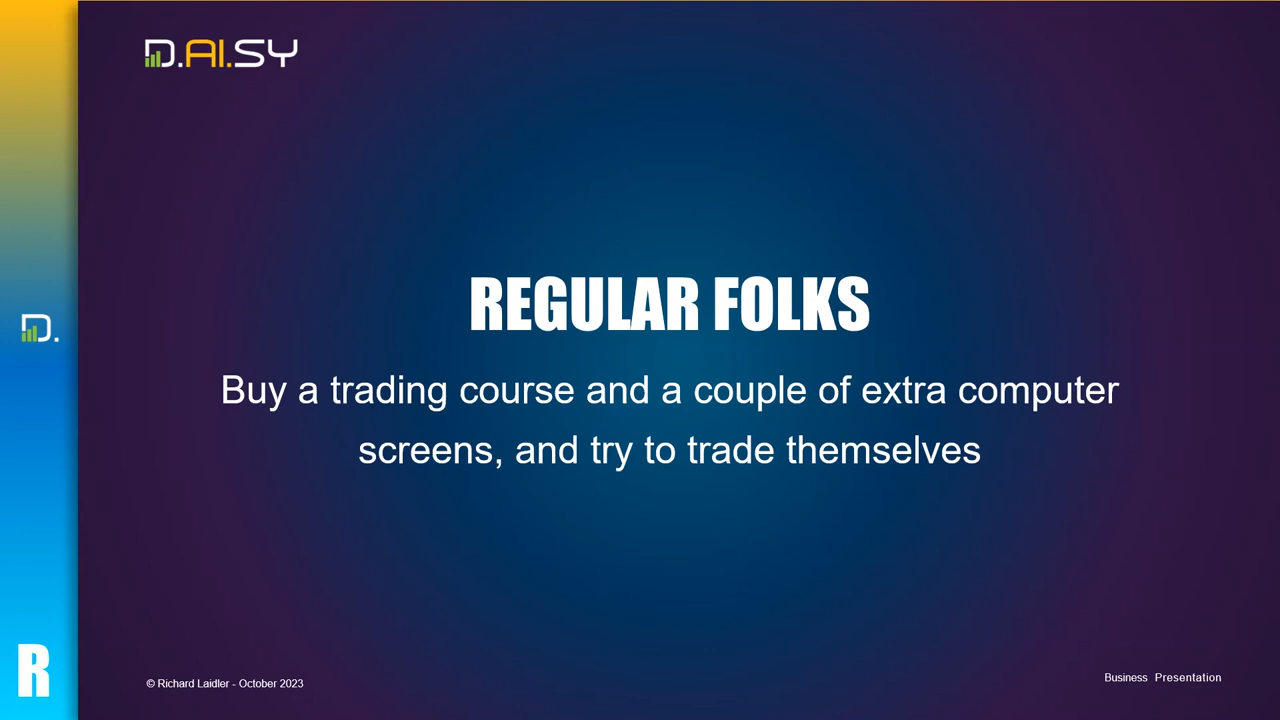 D.AI.SY
REGULAR FOLKS
Buy a trading course and a couple of extra computer
screens, and try to trade themselves
D.
R
© Richard Laidler - October 2023
Business Presentation